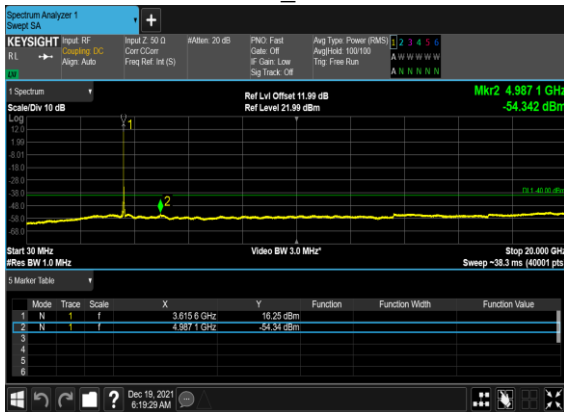 Spectrum Analyzer 1
Swept SA
KEYSIGHT Input: RF Input Z: 50 Ω #Atten: 20 dB PNO: Fast Avg Type: Power (RMS) 1 2 3 4 5 6
RL Coupling: DC Corr CCorr Gate: Off Avg|Hold: 100/100 A W W W W W
Align: Auto Freq Ref: Int (S) IF Gain: Low Trig: Free Run
LXI Sig Track: Off A N N N N N
1 Spectrum Ref Lvl Offset 11.99 dB Mkr2 4.987 1 GHz
Scale/Div 10 dB Ref Level 21.99 dBm -54.342 dBm
Log
1
12.0
1.99
-8.01
-18.0
-28.0
DL1 -40.00 dBm
-38.0
2
-48.0
-58.0
-68.0
Start 30 MHz Video BW 3.0 MHz* Stop 20.000 GHz
#Res BW 1.0 MHz Sweep ~38.3 ms (40001 pts)
5 Marker Table
Mode Trace Scale X Y Function Function Width Function Value
1 N 1 f 3.615 6 GHz 16.25 dBm
2 N 1 f 4.987 1 GHz -54.34 dBm
3
4
5
6
? Dec 19, 2021
6:19:29 AM